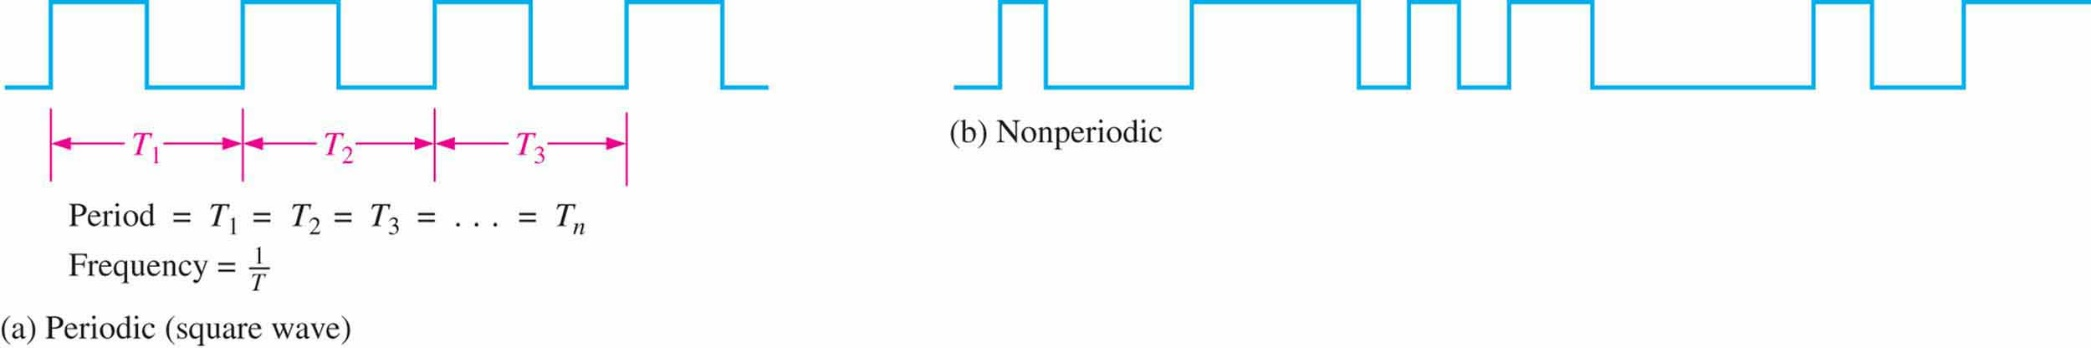 T₁ T₂ T₃
Period = T₁ = T₂ = T₃ = . . . = Tₙ
Frequency = 1/T
(a) Periodic (square wave)
(b) Nonperiodic